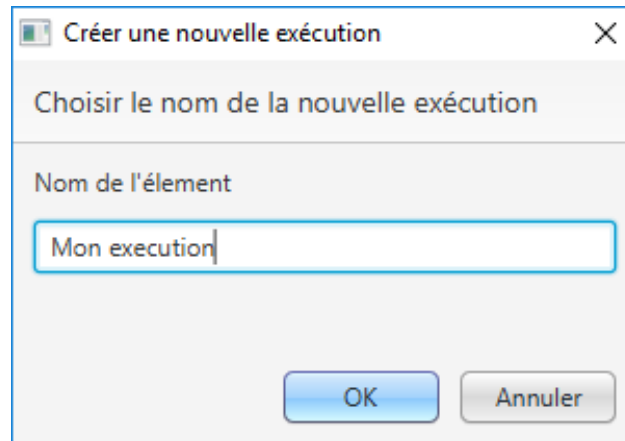 Créer une nouvelle exécution
Choisir le nom de la nouvelle exécution
Nom de l'élement
Mon execution
OK Annuler